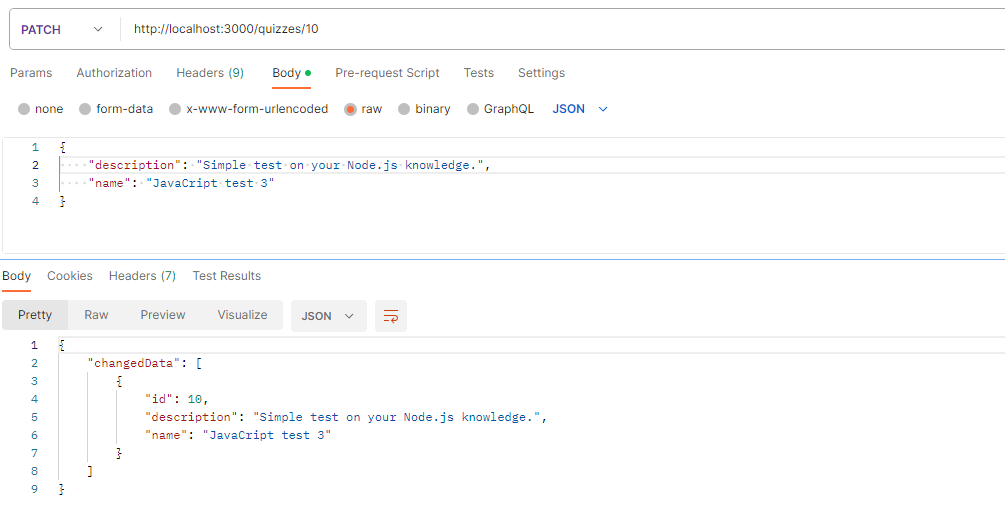 PATCH http://localhost:3000/quizzes/10
Params Authorization Headers (9) Body Pre-request Script Tests Settings
none form-data x-www-form-urlencoded raw binary GraphQL JSON
1 {
2 ····"description":·"Simple·test·on·your·Node.js·knowledge.",
3 ····"name":·"JavaCript·test·3"
4 }
Body Cookies Headers (7) Test Results
Pretty Raw Preview Visualize JSON
1 {
2 "changedData": [
3 {
4 "id": 10,
5 "description": "Simple test on your Node.js knowledge.",
6 "name": "JavaCript test 3"
7 }
8 ]
9 }